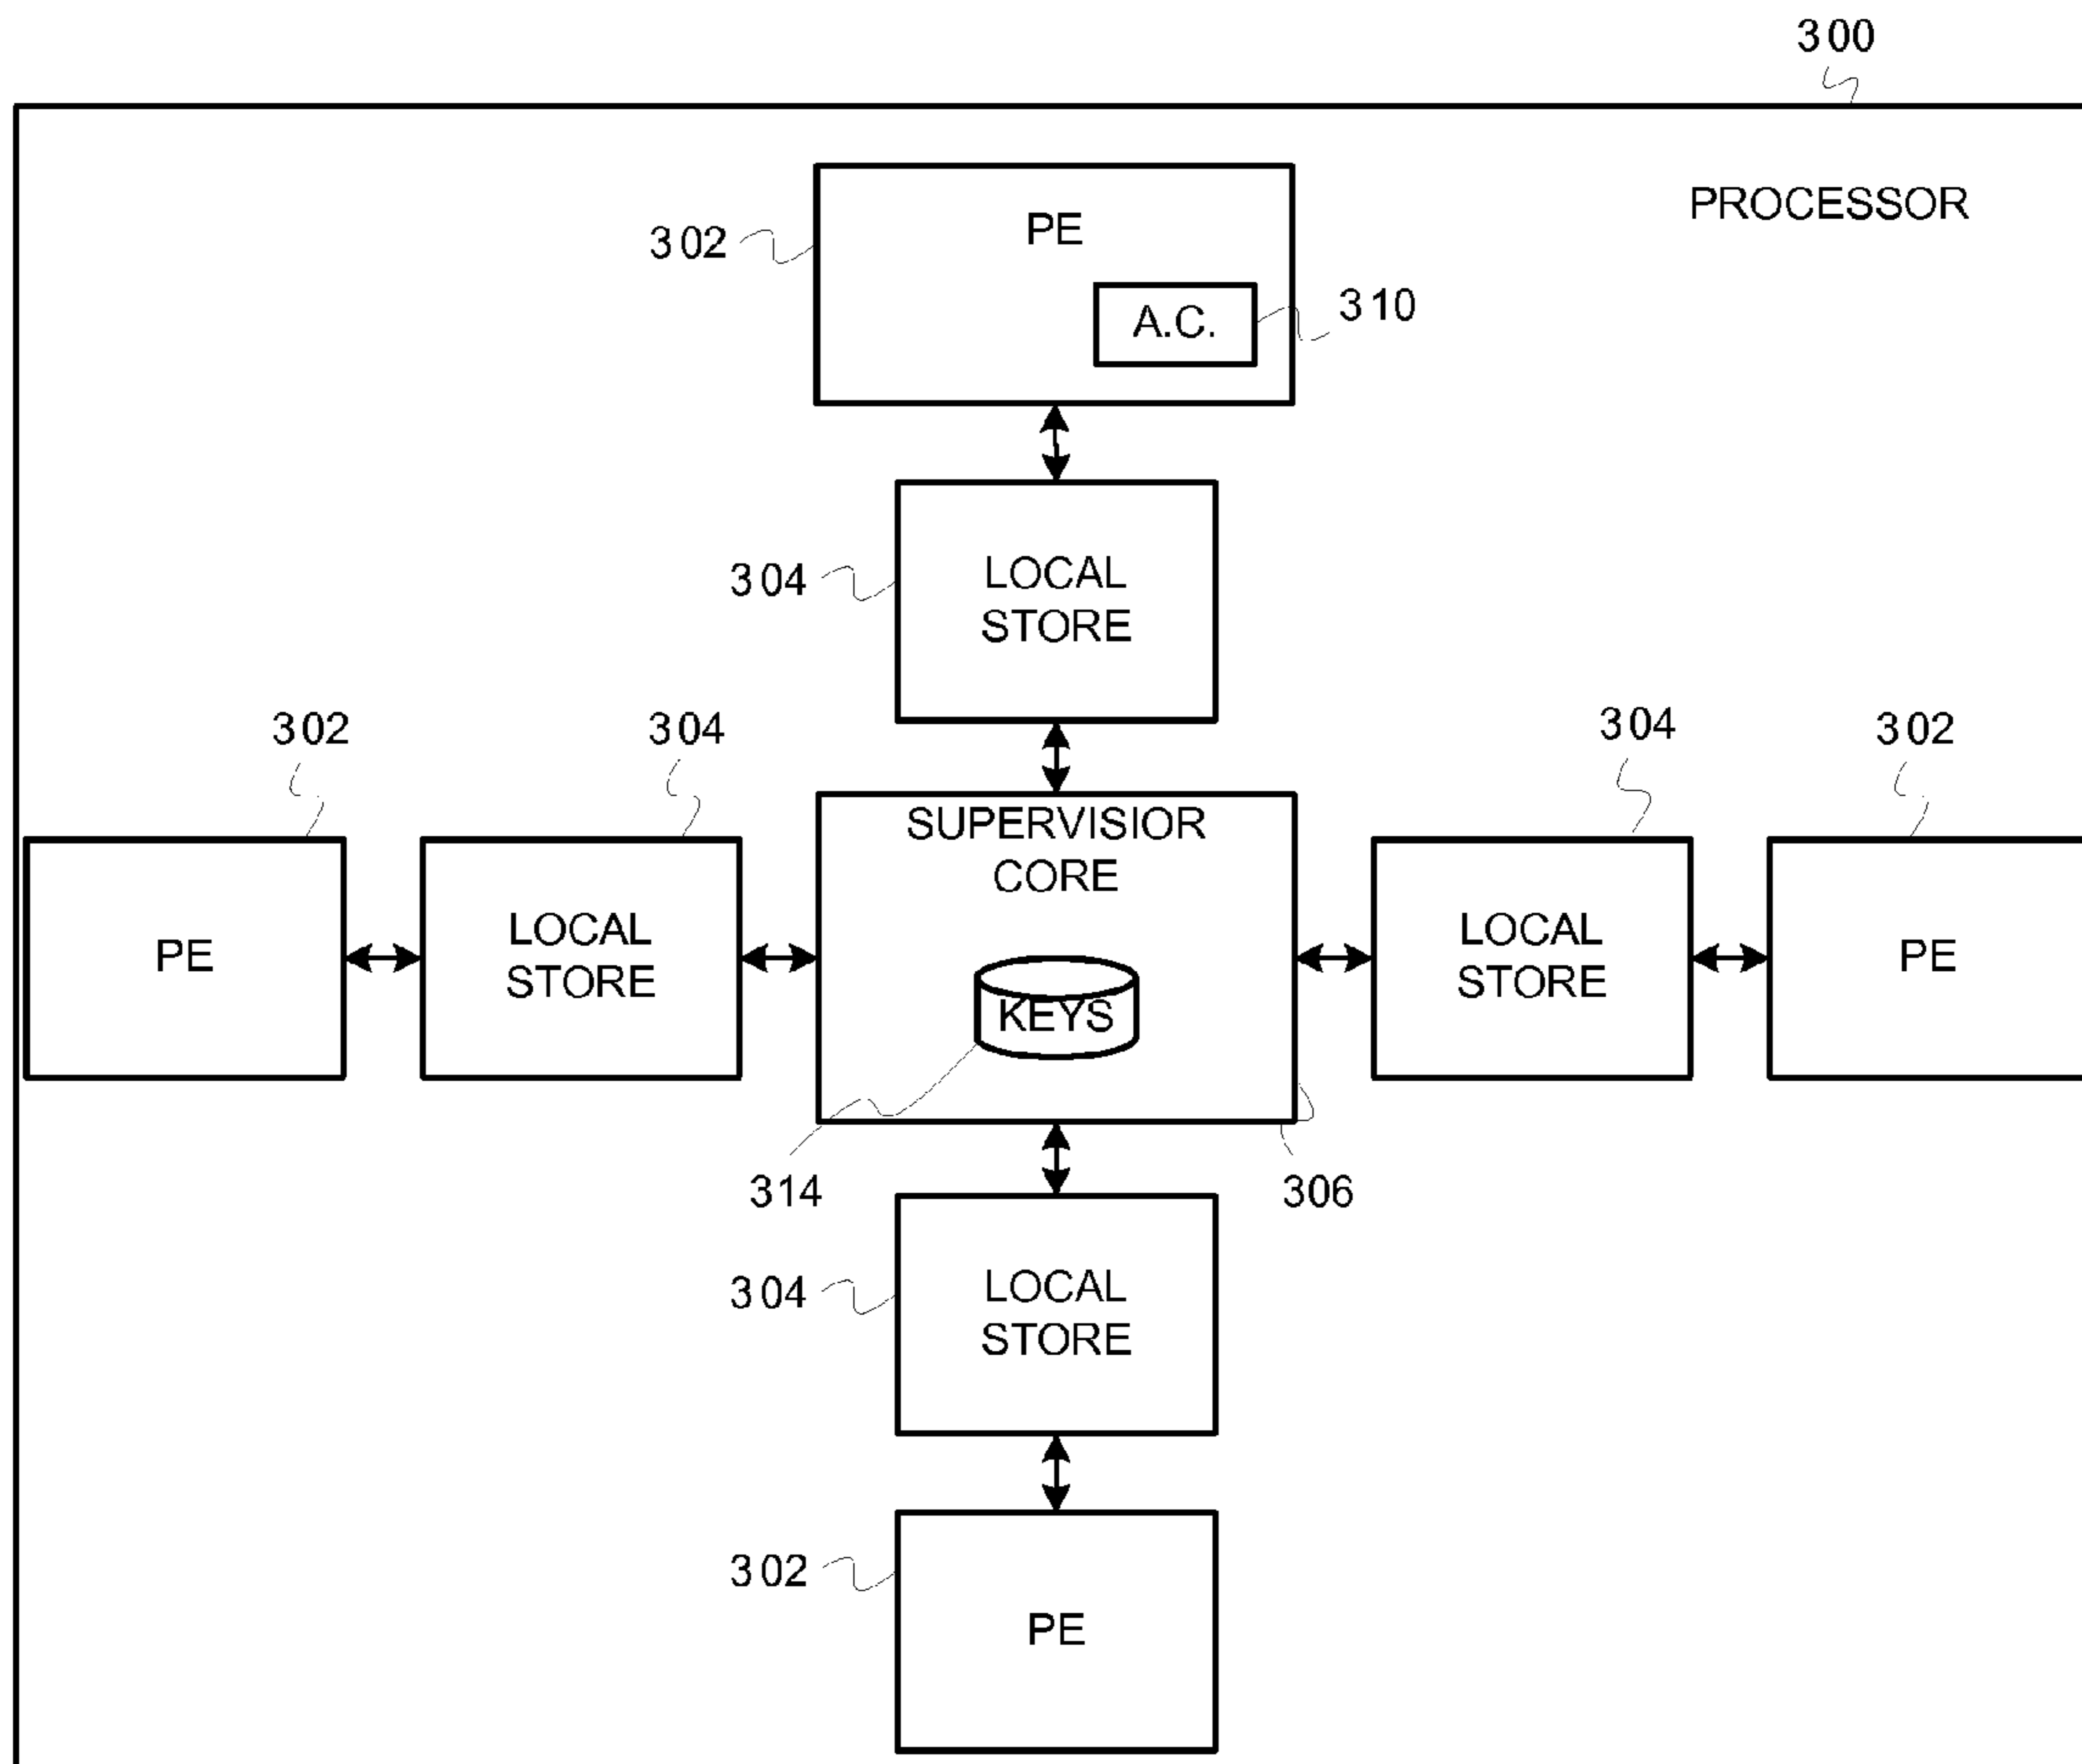 300
PROCESSOR
302
PE
A.C.
310
304
LOCAL
STORE
302
304
304
302
SUPERVISIOR
CORE
PE
LOCAL
STORE
KEYS
LOCAL
STORE
PE
314
306
304
LOCAL
STORE
302
PE